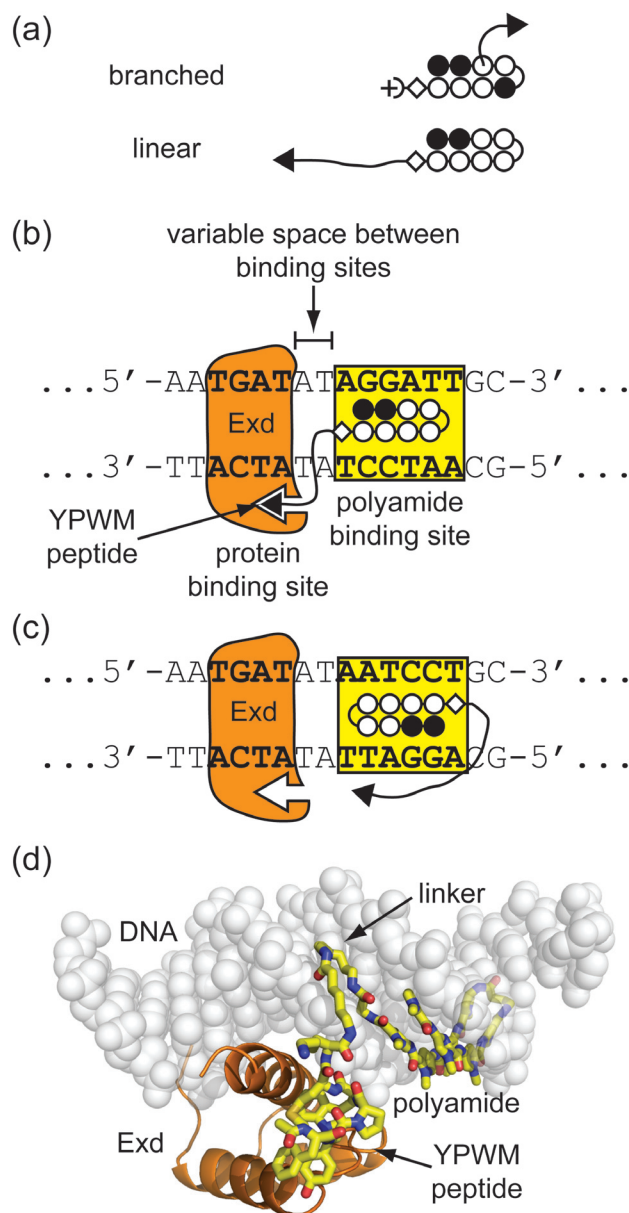 (a)
branched
linear
(b)
variable space between
binding sites
...5′-AATGATATAGGATTGC-3′...
Exd
...3′-TTACTATATCCTAACG-5′...
YPWM
peptide
protein
binding site
polyamide
binding site
(c)
...5′-AATGATATAATCCTGC-3′...
Exd
...3′-TTACTATATTAGGACG-5′...
(d)
linker
DNA
polyamide
Exd
YPWM
peptide